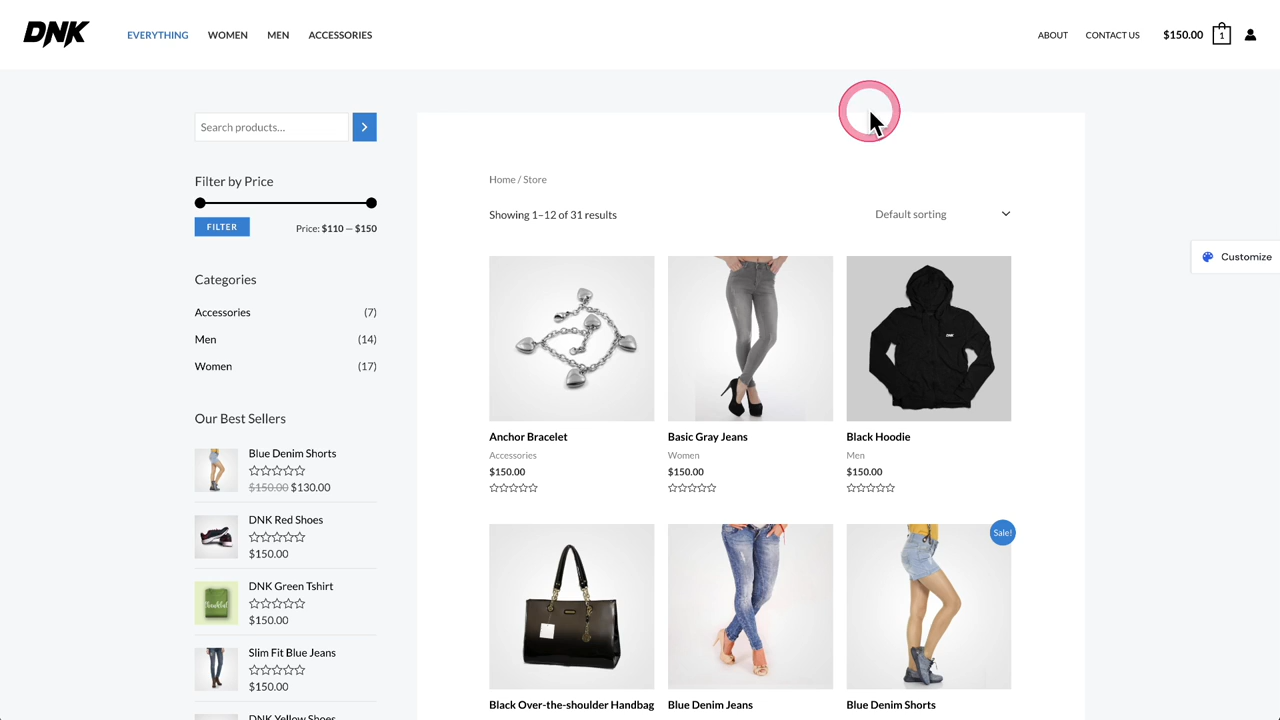 DNK
EVERYTHING WOMEN MEN ACCESSORIES
ABOUT CONTACT US $150.00 1
Search products...
Filter by Price
FILTER Price: $110 — $150
Categories
Accessories (7)
Men (14)
Women (17)
Our Best Sellers
Blue Denim Shorts
$150.00 $130.00
DNK Red Shoes
$150.00
DNK Green Tshirt
$150.00
Slim Fit Blue Jeans
$150.00
DNK Yellow Shoes
Home / Store
Showing 1–12 of 31 results
Default sorting
DNK
Anchor Bracelet
Accessories
$150.00
Basic Gray Jeans
Women
$150.00
Black Hoodie
Men
$150.00
Sale!
Black Over-the-shoulder Handbag
Blue Denim Jeans
Blue Denim Shorts
Customize